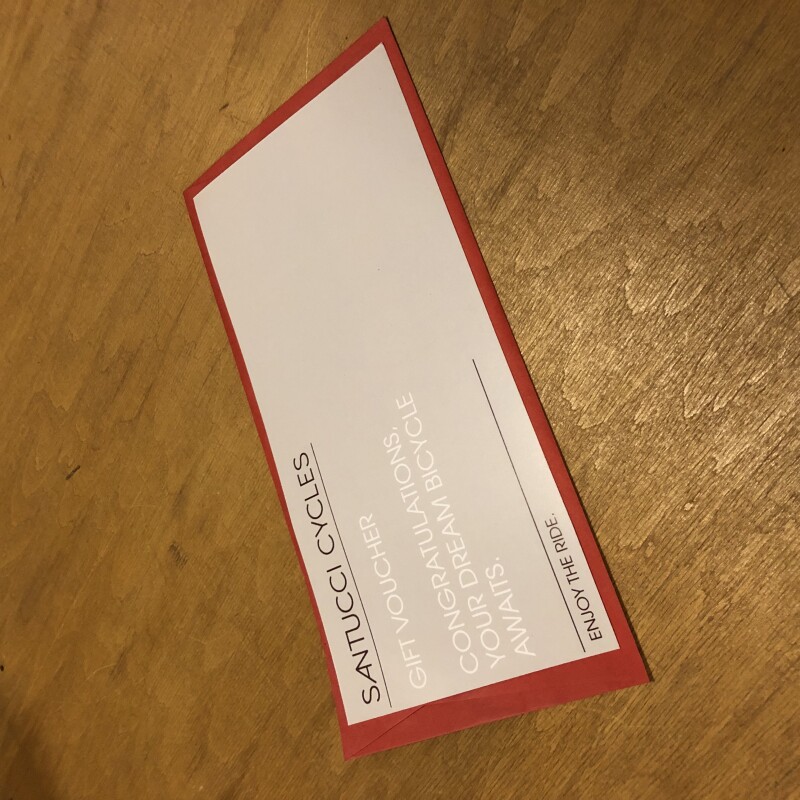 SANTUCCI CYCLES
GIFT VOUCHER
CONGRATULATIONS,
YOUR DREAM BICYCLE
AWAITS.
ENJOY THE RIDE.